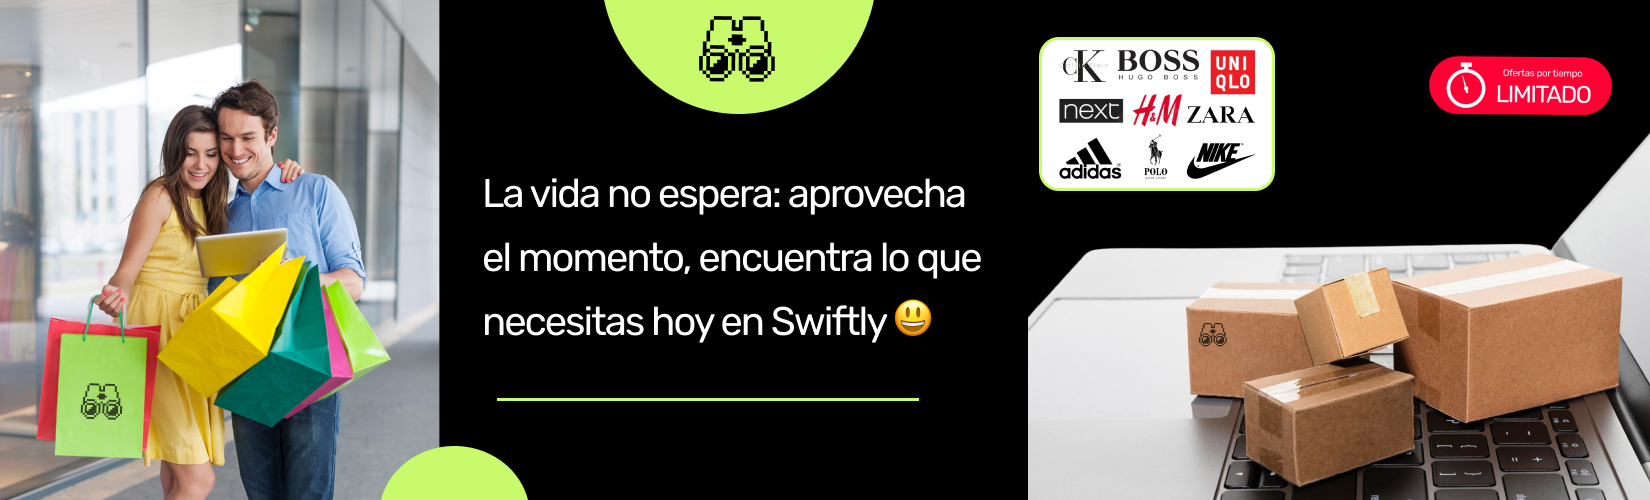 La vida no espera: aprovecha
el momento, encuentra lo que
necesitas hoy en Swiftly 😃
CK
BOSS
HUGO BOSS
UNI
QLO
next
H&M
ZARA
adidas
POLO
NIKE
Ofertas por tiempo
LIMITADO